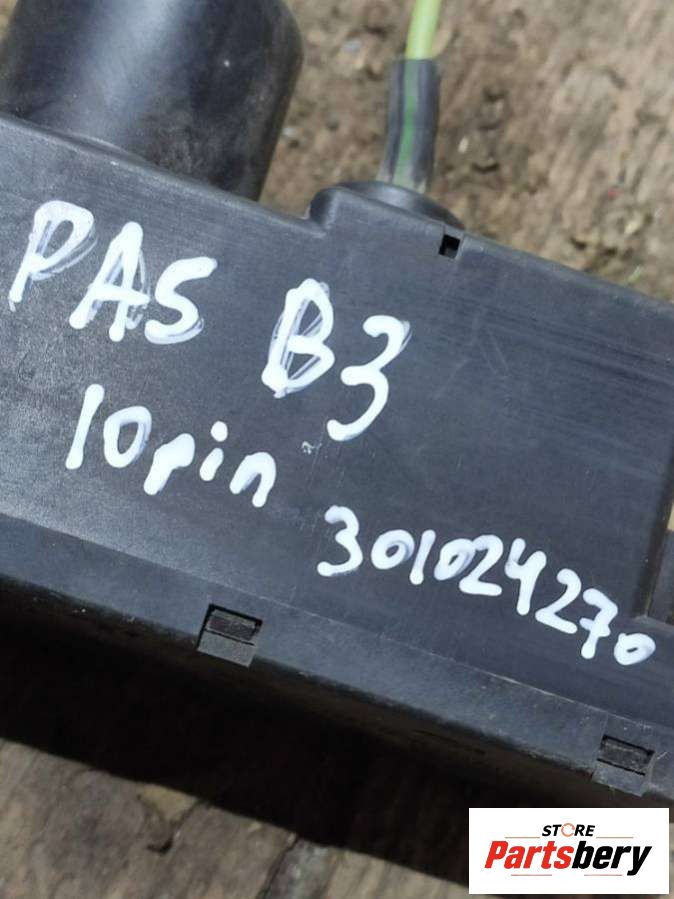 PAS B3
10pin
301024270
STORE
Partsbery